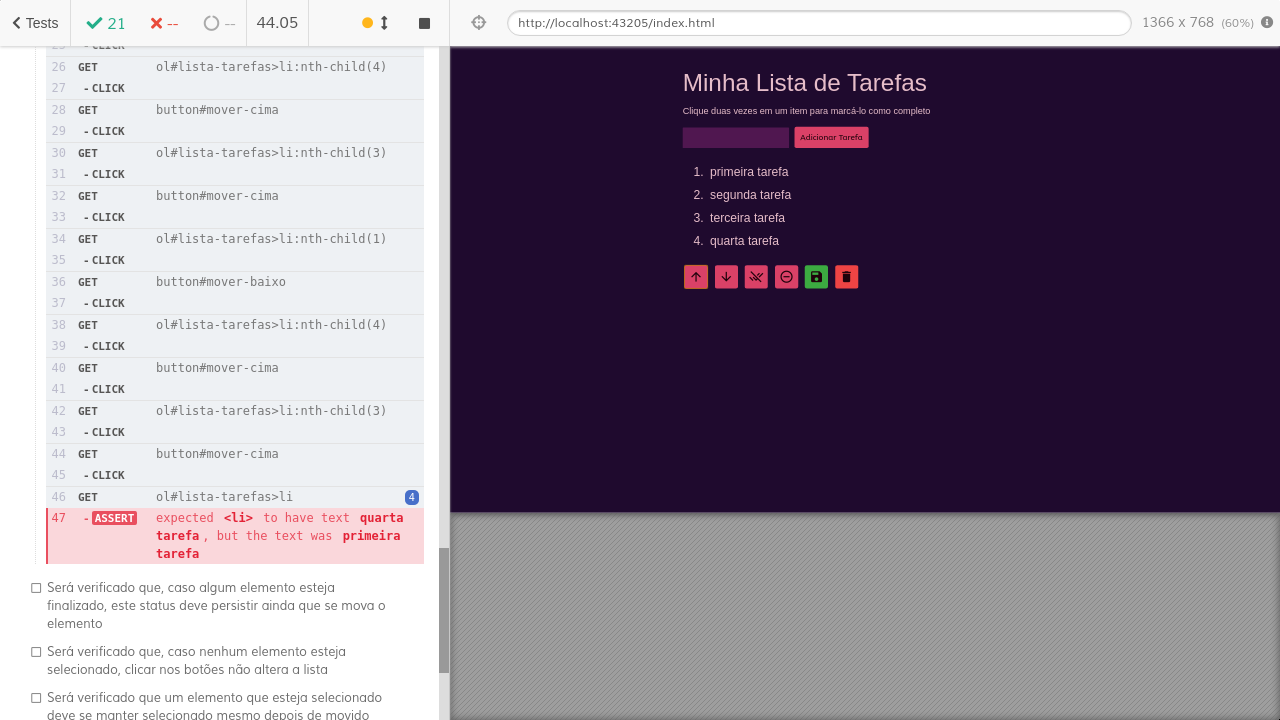 Tests 21 -- -- 44.05
25 - CLICK
26 GET ol#lista-tarefas>li:nth-child(4)
27 - CLICK
28 GET button#mover-cima
29 - CLICK
30 GET ol#lista-tarefas>li:nth-child(3)
31 - CLICK
32 GET button#mover-cima
33 - CLICK
34 GET ol#lista-tarefas>li:nth-child(1)
35 - CLICK
36 GET button#mover-baixo
37 - CLICK
38 GET ol#lista-tarefas>li:nth-child(4)
39 - CLICK
40 GET button#mover-cima
41 - CLICK
42 GET ol#lista-tarefas>li:nth-child(3)
43 - CLICK
44 GET button#mover-cima
45 - CLICK
46 GET ol#lista-tarefas>li 4
47 - ASSERT expected <li> to have text quarta
tarefa , but the text was primeira
tarefa
Será verificado que, caso algum elemento esteja
finalizado, este status deve persistir ainda que se mova o
elemento
Será verificado que, caso nenhum elemento esteja
selecionado, clicar nos botões não altera a lista
Será verificado que um elemento que esteja selecionado
deve se manter selecionado mesmo depois de movido
http://localhost:43205/index.html
1366 x 768 (60%)
Minha Lista de Tarefas
Clique duas vezes em um item para marcá-lo como completo
Adicionar Tarefa
1. primeira tarefa
2. segunda tarefa
3. terceira tarefa
4. quarta tarefa